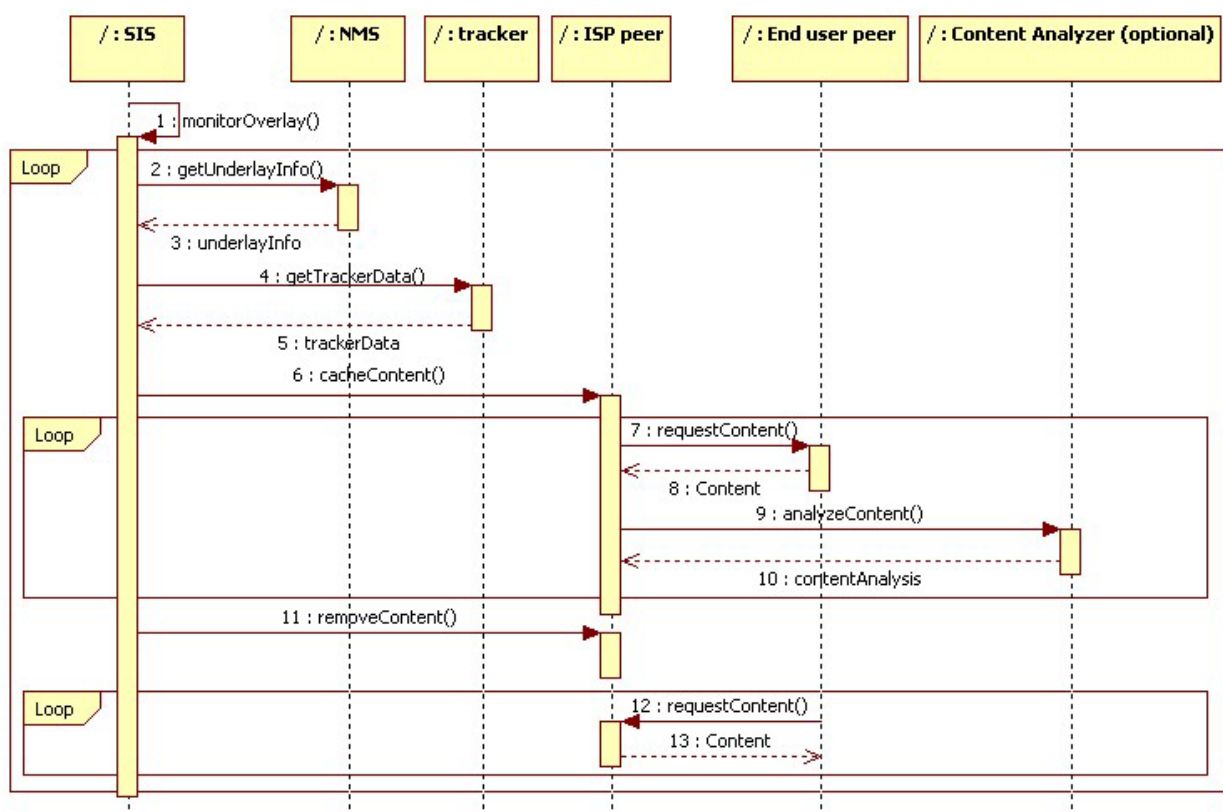 / : SIS
/ : NMS
/ : tracker
/ : ISP peer
/ : End user peer
/ : Content Analyzer (optional)
1 : monitorOverlay()
Loop
2 : getUnderlayInfo()
3 : underlayInfo
4 : getTrackerData()
5 : trackerData
6 : cacheContent()
Loop
7 : requestContent()
8 : Content
9 : analyzeContent()
10 : contentAnalysis
11 : removeContent()
Loop
12 : requestContent()
13 : Content